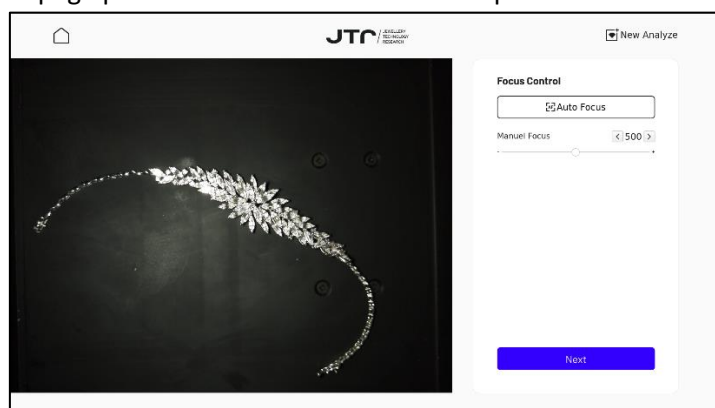 JTR / JEWELLERY
TECHNOLOGY
RESEARCH
New Analyze
Focus Control
Auto Focus
Manuel Focus < 500 >
Next